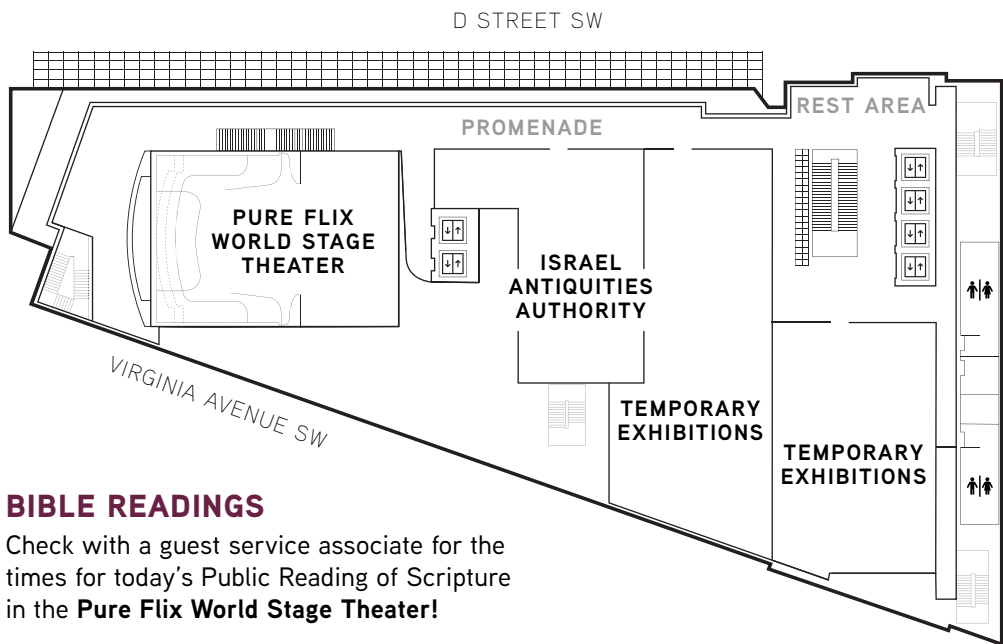 D STREET SW
REST AREA
PROMENADE
PURE FLIX
WORLD STAGE
THEATER
ISRAEL
ANTIQUITIES
AUTHORITY
VIRGINIA AVENUE SW
TEMPORARY
EXHIBITIONS
TEMPORARY
EXHIBITIONS
BIBLE READINGS
Check with a guest service associate for the
times for today’s Public Reading of Scripture
in the Pure Flix World Stage Theater!